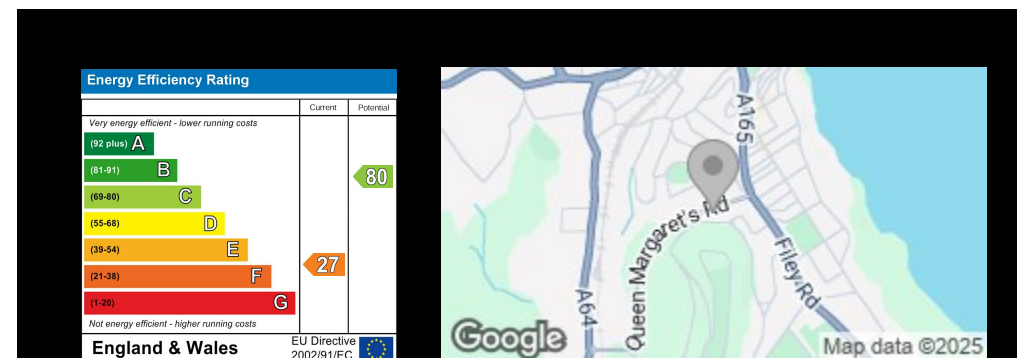 Energy Efficiency Rating
Current Potential
Very energy efficient - lower running costs
(92 plus) A
(81-91) B
(69-80) C
(55-68) D
(39-54) E
(21-38) F
(1-20) G
80
27
Not energy efficient - higher running costs
England & Wales
EU Directive
2002/91/EC
A165
Queen Margaret's Rd
Filey Rd
A64
Google
Map data ©2025